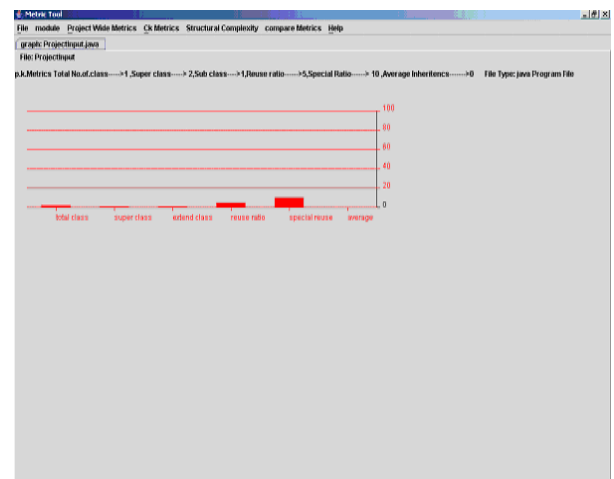 Metric Tool
File module Project Wide Metrics Ck Metrics Structural Complexity compare Metrics Help
graph: ProjectInput.java
File: ProjectInput
p.k.Metrics Total No.of.class----->1 ,Super class-----> 2,Sub class---->1,Reuse ratio------>5,Special Ratio------> 10 ,Average Inheritencs------->0 File Type: java Program File
100
80
60
40
20
0
total class super class extend class reuse ratio special reuse average